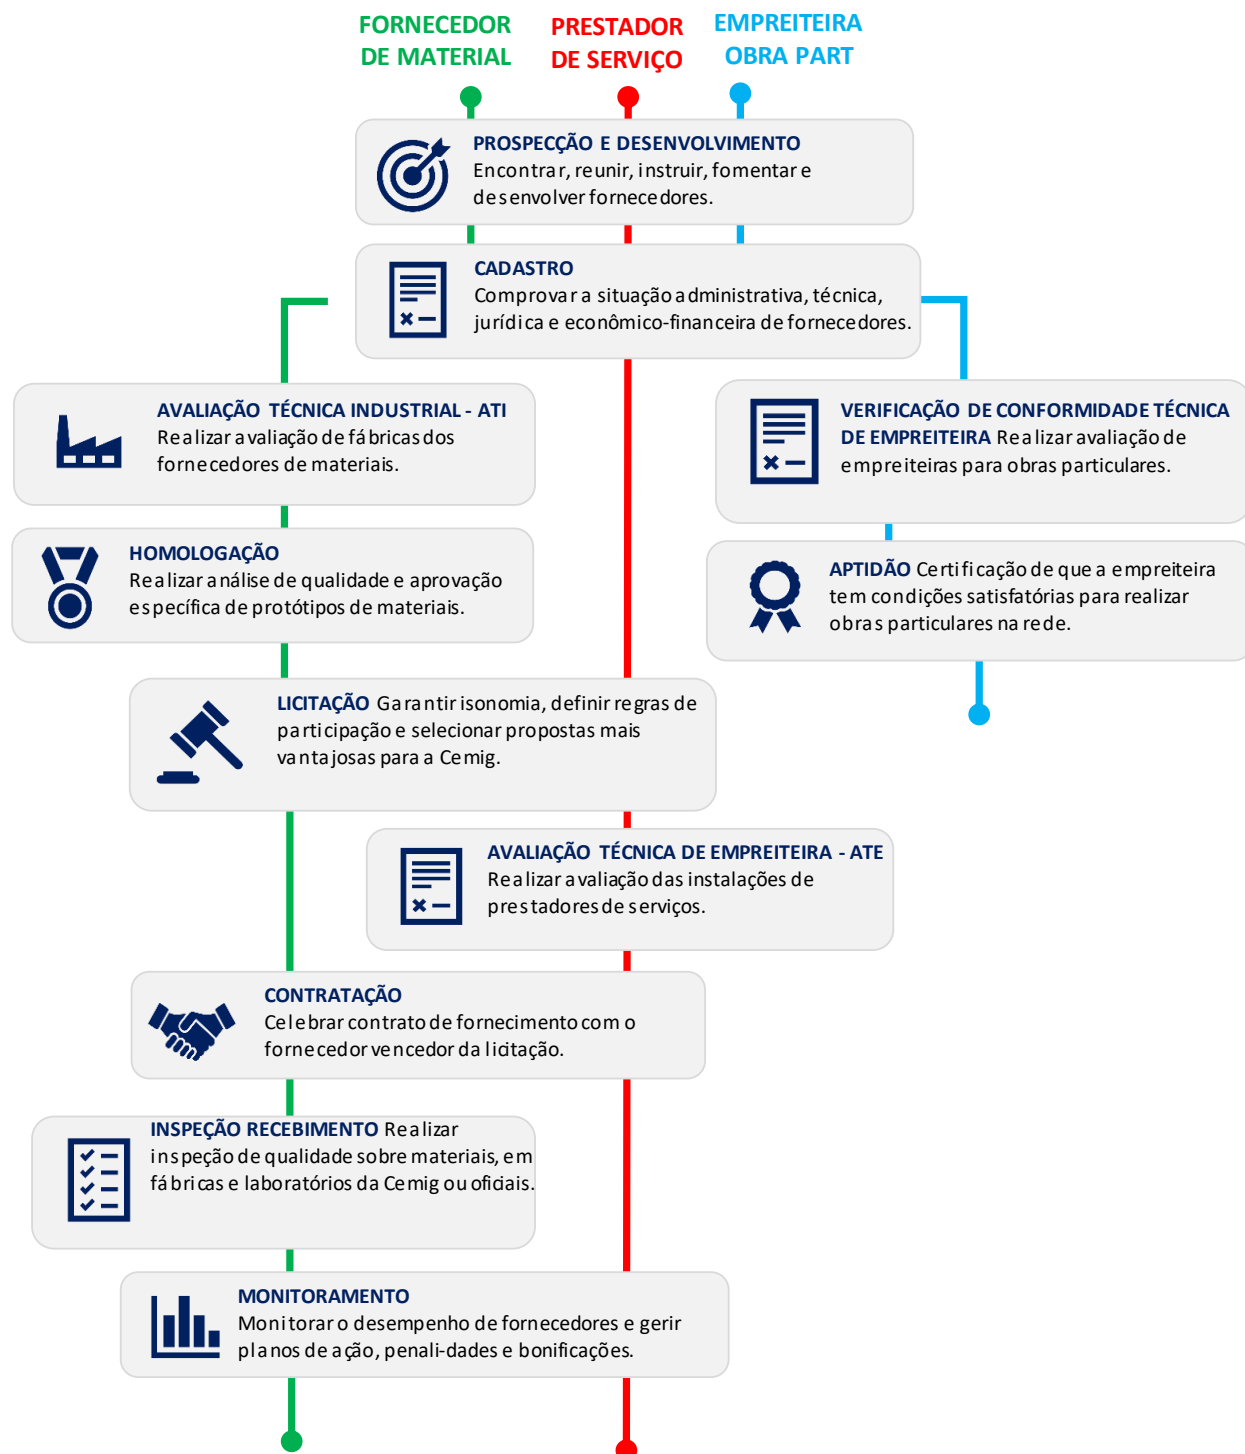 FORNECEDOR
DE MATERIAL
PRESTADOR
DE SERVIÇO
EMPREITEIRA
OBRA PART
PROSPECÇÃO E DESENVOLVIMENTO
Encontrar, reunir, instruir, fomentar e
desenvolver fornecedores.
CADASTRO
Comprovar a situação administrativa, técnica,
jurídica e econômico-financeira de fornecedores.
AVALIAÇÃO TÉCNICA INDUSTRIAL - ATI
Realizar avaliação de fábricas dos
fornecedores de materiais.
VERIFICAÇÃO DE CONFORMIDADE TÉCNICA
DE EMPREITEIRA Realizar avaliação de
empreiteiras para obras particulares.
HOMOLOGAÇÃO
Realizar análise de qualidade e aprovação
específica de protótipos de materiais.
APTIDÃO Certificação de que a empreiteira
tem condições satisfatórias para realizar
obras particulares na rede.
LICITAÇÃO Garantir isonomia, definir regras de
participação e selecionar propostas mais
vantajosas para a Cemig.
AVALIAÇÃO TÉCNICA DE EMPREITEIRA - ATE
Realizar avaliação das instalações de
prestadores de serviços.
CONTRATAÇÃO
Celebrar contrato de fornecimento com o
fornecedor vencedor da licitação.
INSPEÇÃO RECEBIMENTO Realizar
inspeção de qualidade sobre materiais, em
fábricas e laboratórios da Cemig ou oficiais.
MONITORAMENTO
Monitorar o desempenho de fornecedores e gerir
planos de ação, penali-dades e bonificações.